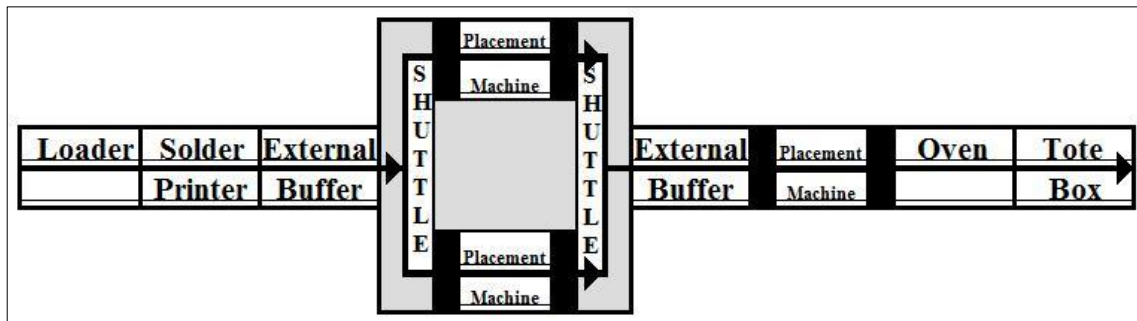 Placement
Machine
SHUTTLE
SHUTTLE
Loader
Solder
Printer
External
Buffer
External
Buffer
Placement
Machine
Oven
Tote
Box
Placement
Machine